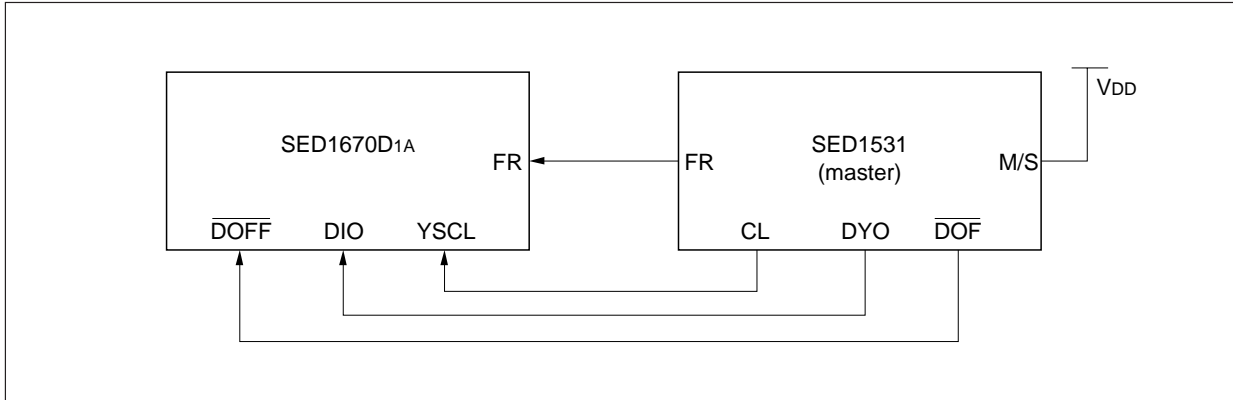 SED1670D1A
FR
DOFF
DIO
YSCL
SED1531
(master)
FR
M/S
CL
DYO
DOF
VDD